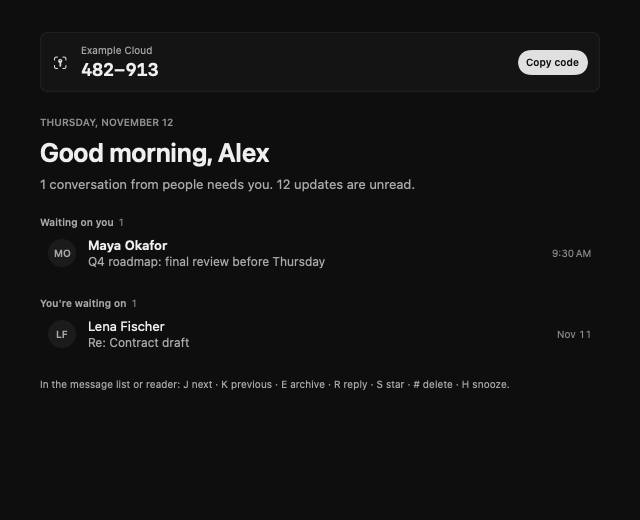 Example Cloud
482–913
Copy code
THURSDAY, NOVEMBER 12
Good morning, Alex
1 conversation from people needs you. 12 updates are unread.
Waiting on you 1
MO
Maya Okafor
Q4 roadmap: final review before Thursday
9:30 AM
You're waiting on 1
LF
Lena Fischer
Re: Contract draft
Nov 11
In the message list or reader: J next · K previous · E archive · R reply · S star · # delete · H snooze.